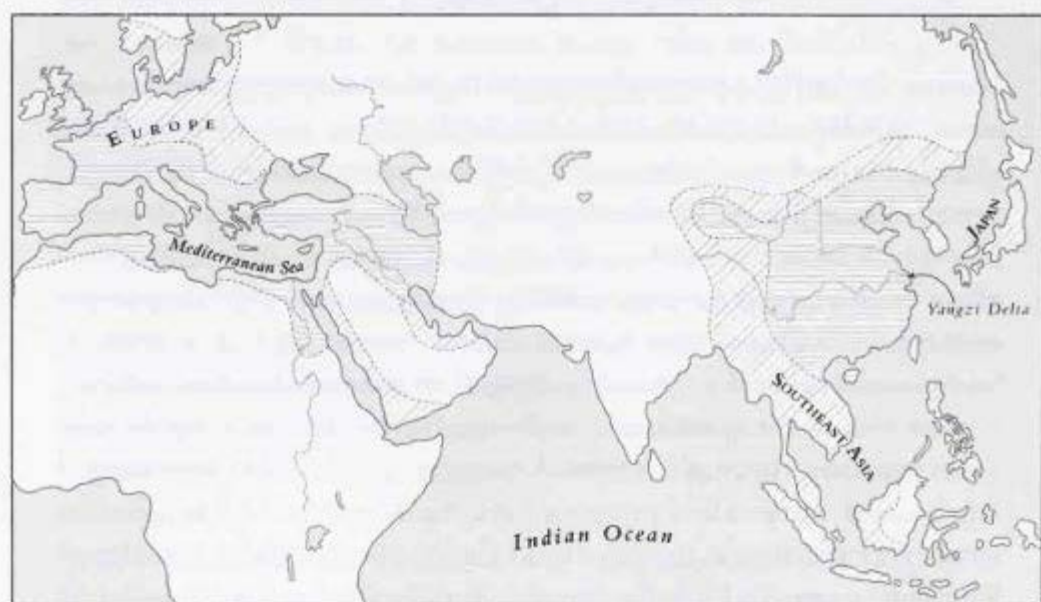 EUROPE
Mediterranean Sea
JAPAN
Yangzi Delta
SOUTHEAST ASIA
Indian Ocean